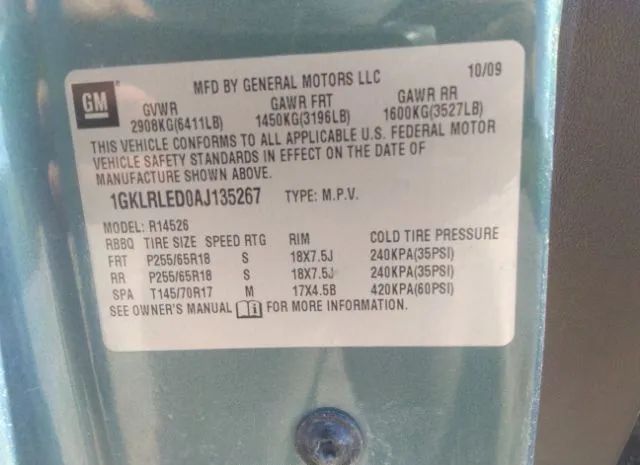 GM
MFD BY GENERAL MOTORS LLC 10/09
GVWR GAWR FRT GAWR RR
2908KG(6411LB) 1450KG(3196LB) 1600KG(3527LB)
THIS VEHICLE CONFORMS TO ALL APPLICABLE U.S. FEDERAL MOTOR
VEHICLE SAFETY STANDARDS IN EFFECT ON THE DATE OF
MANUFACTURE SHOWN ABOVE.
1GKLRLED0AJ135267 TYPE: M.P.V.
MODEL: R14526
RBBQ TIRE SIZE SPEED RTG RIM COLD TIRE PRESSURE
FRT P255/65R18 S 18X7.5J 240KPA(35PSI)
RR P255/65R18 S 18X7.5J 240KPA(35PSI)
SPA T145/70R17 M 17X4.5B 420KPA(60PSI)
SEE OWNER'S MANUAL FOR MORE INFORMATION.